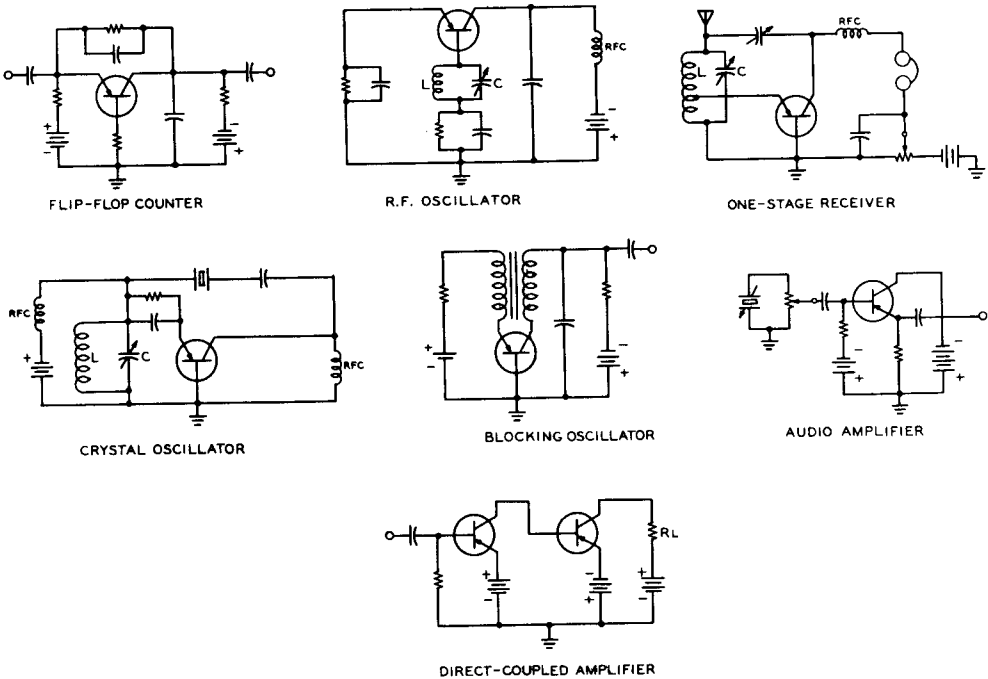 +
-
-
+
FLIP-FLOP COUNTER
L
C
RFC
-
+
R.F. OSCILLATOR
RFC
L
C
ONE-STAGE RECEIVER
RFC
+
L
C
RFC
CRYSTAL OSCILLATOR
+
-
-
+
BLOCKING OSCILLATOR
-
+
-
+
AUDIO AMPLIFIER
+
-
-
+
RL
+
-
DIRECT-COUPLED AMPLIFIER